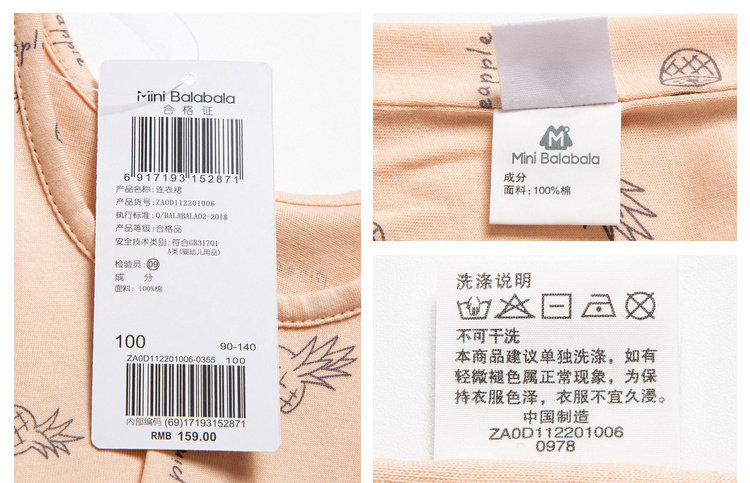 Mini Balabala
合格证
6 917193 152871
产品名称: 连衣裙
产品货号: ZA0D112201006
执行标准: Q/BALABALA02-2018
产品等级: 合格品
安全技术类别: 符合GB31701
A类(婴幼儿用品)
检验员: 09
成 分
面料: 100%棉
100 90-140
ZA0D112201006-0355 100
内部编码 (69)17193152871
RMB 159.00
eapple
Mini Balabala
成分
面料: 100%棉
洗涤说明
不可干洗
本商品建议单独洗涤，如有
轻微褪色属正常现象，为保
持衣服色泽，衣服不宜久浸。
中国制造
ZA0D112201006
0978